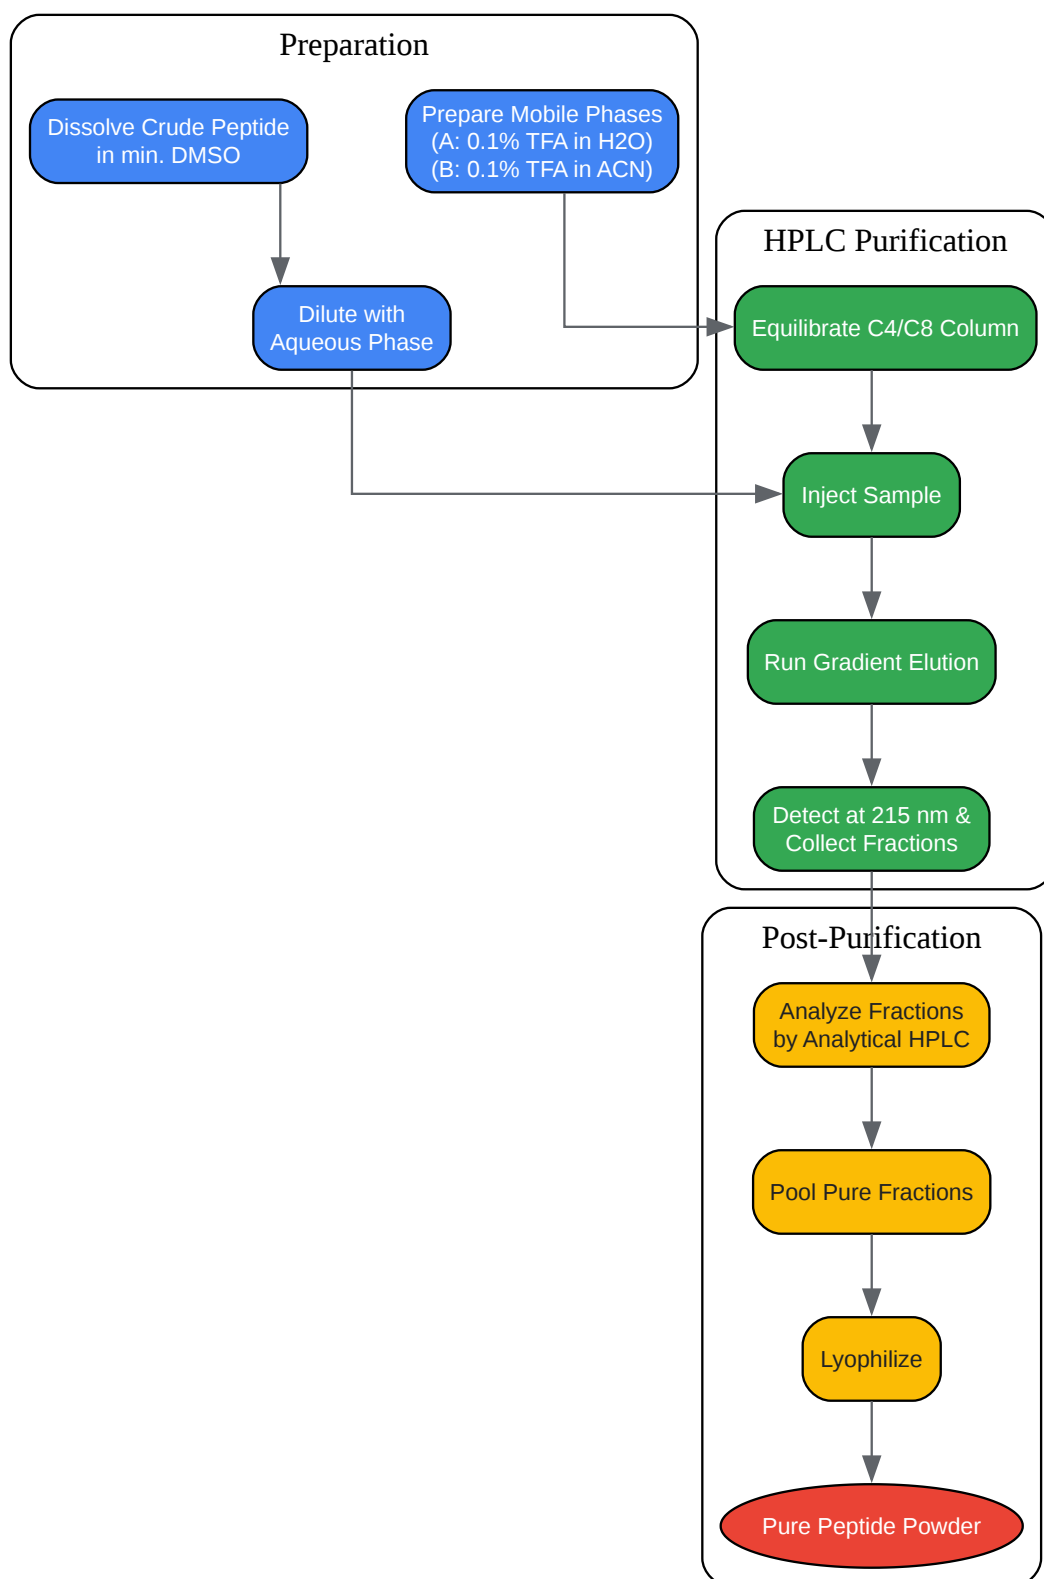 Preparation
Dissolve Crude Peptide
in min. DMSO
Prepare Mobile Phases
(A: 0.1% TFA in H2O)
(B: 0.1% TFA in ACN)
Dilute with
Aqueous Phase
HPLC Purification
Equilibrate C4/C8 Column
Inject Sample
Run Gradient Elution
Detect at 215 nm &
Collect Fractions
Post-Purification
Analyze Fractions
by Analytical HPLC
Pool Pure Fractions
Lyophilize
Pure Peptide Powder